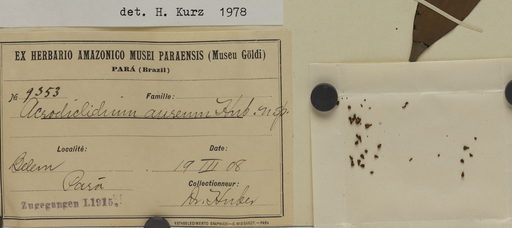 det. H. Kurz 1978
EX HERBARIO AMAZONICO MUSEI PARAENSIS (Museu Göldi)
PARÁ (Brazil)
№ 9353 Familie:
Acrodiclidium aureum Hub. n. sp.
Localité: Date:
Belem 19 III 08
Pará Collectionneur:
Dr. Huber
Zugegangen I.1915.